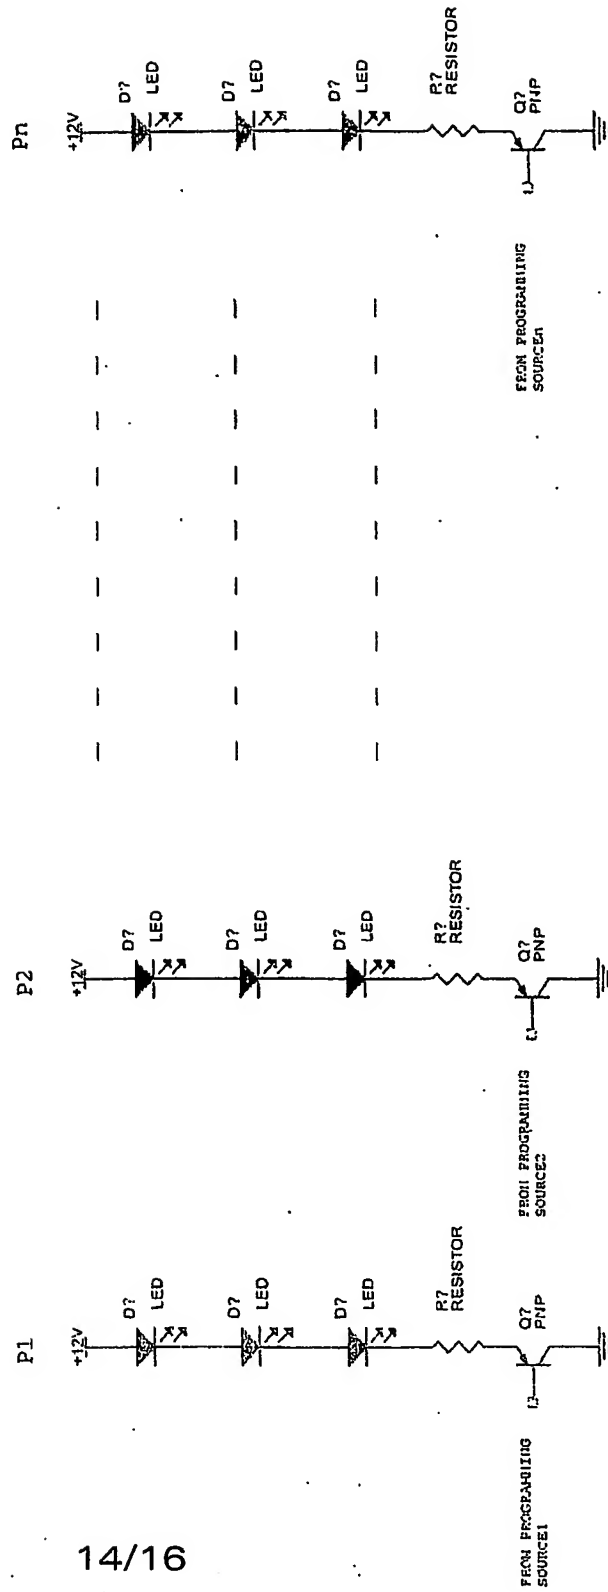 P1
+12V
D?
LED
D?
LED
D?
LED
R?
RESISTOR
Q?
PNP
FROM PROGRAMMING
SOURCE1
P2
+12V
D?
LED
D?
LED
D?
LED
R?
RESISTOR
Q?
PNP
FROM PROGRAMMING
SOURCE2
Pn
+12V
D?
LED
D?
LED
D?
LED
R?
RESISTOR
Q?
PNP
FROM PROGRAMMING
SOURCEn
14/16